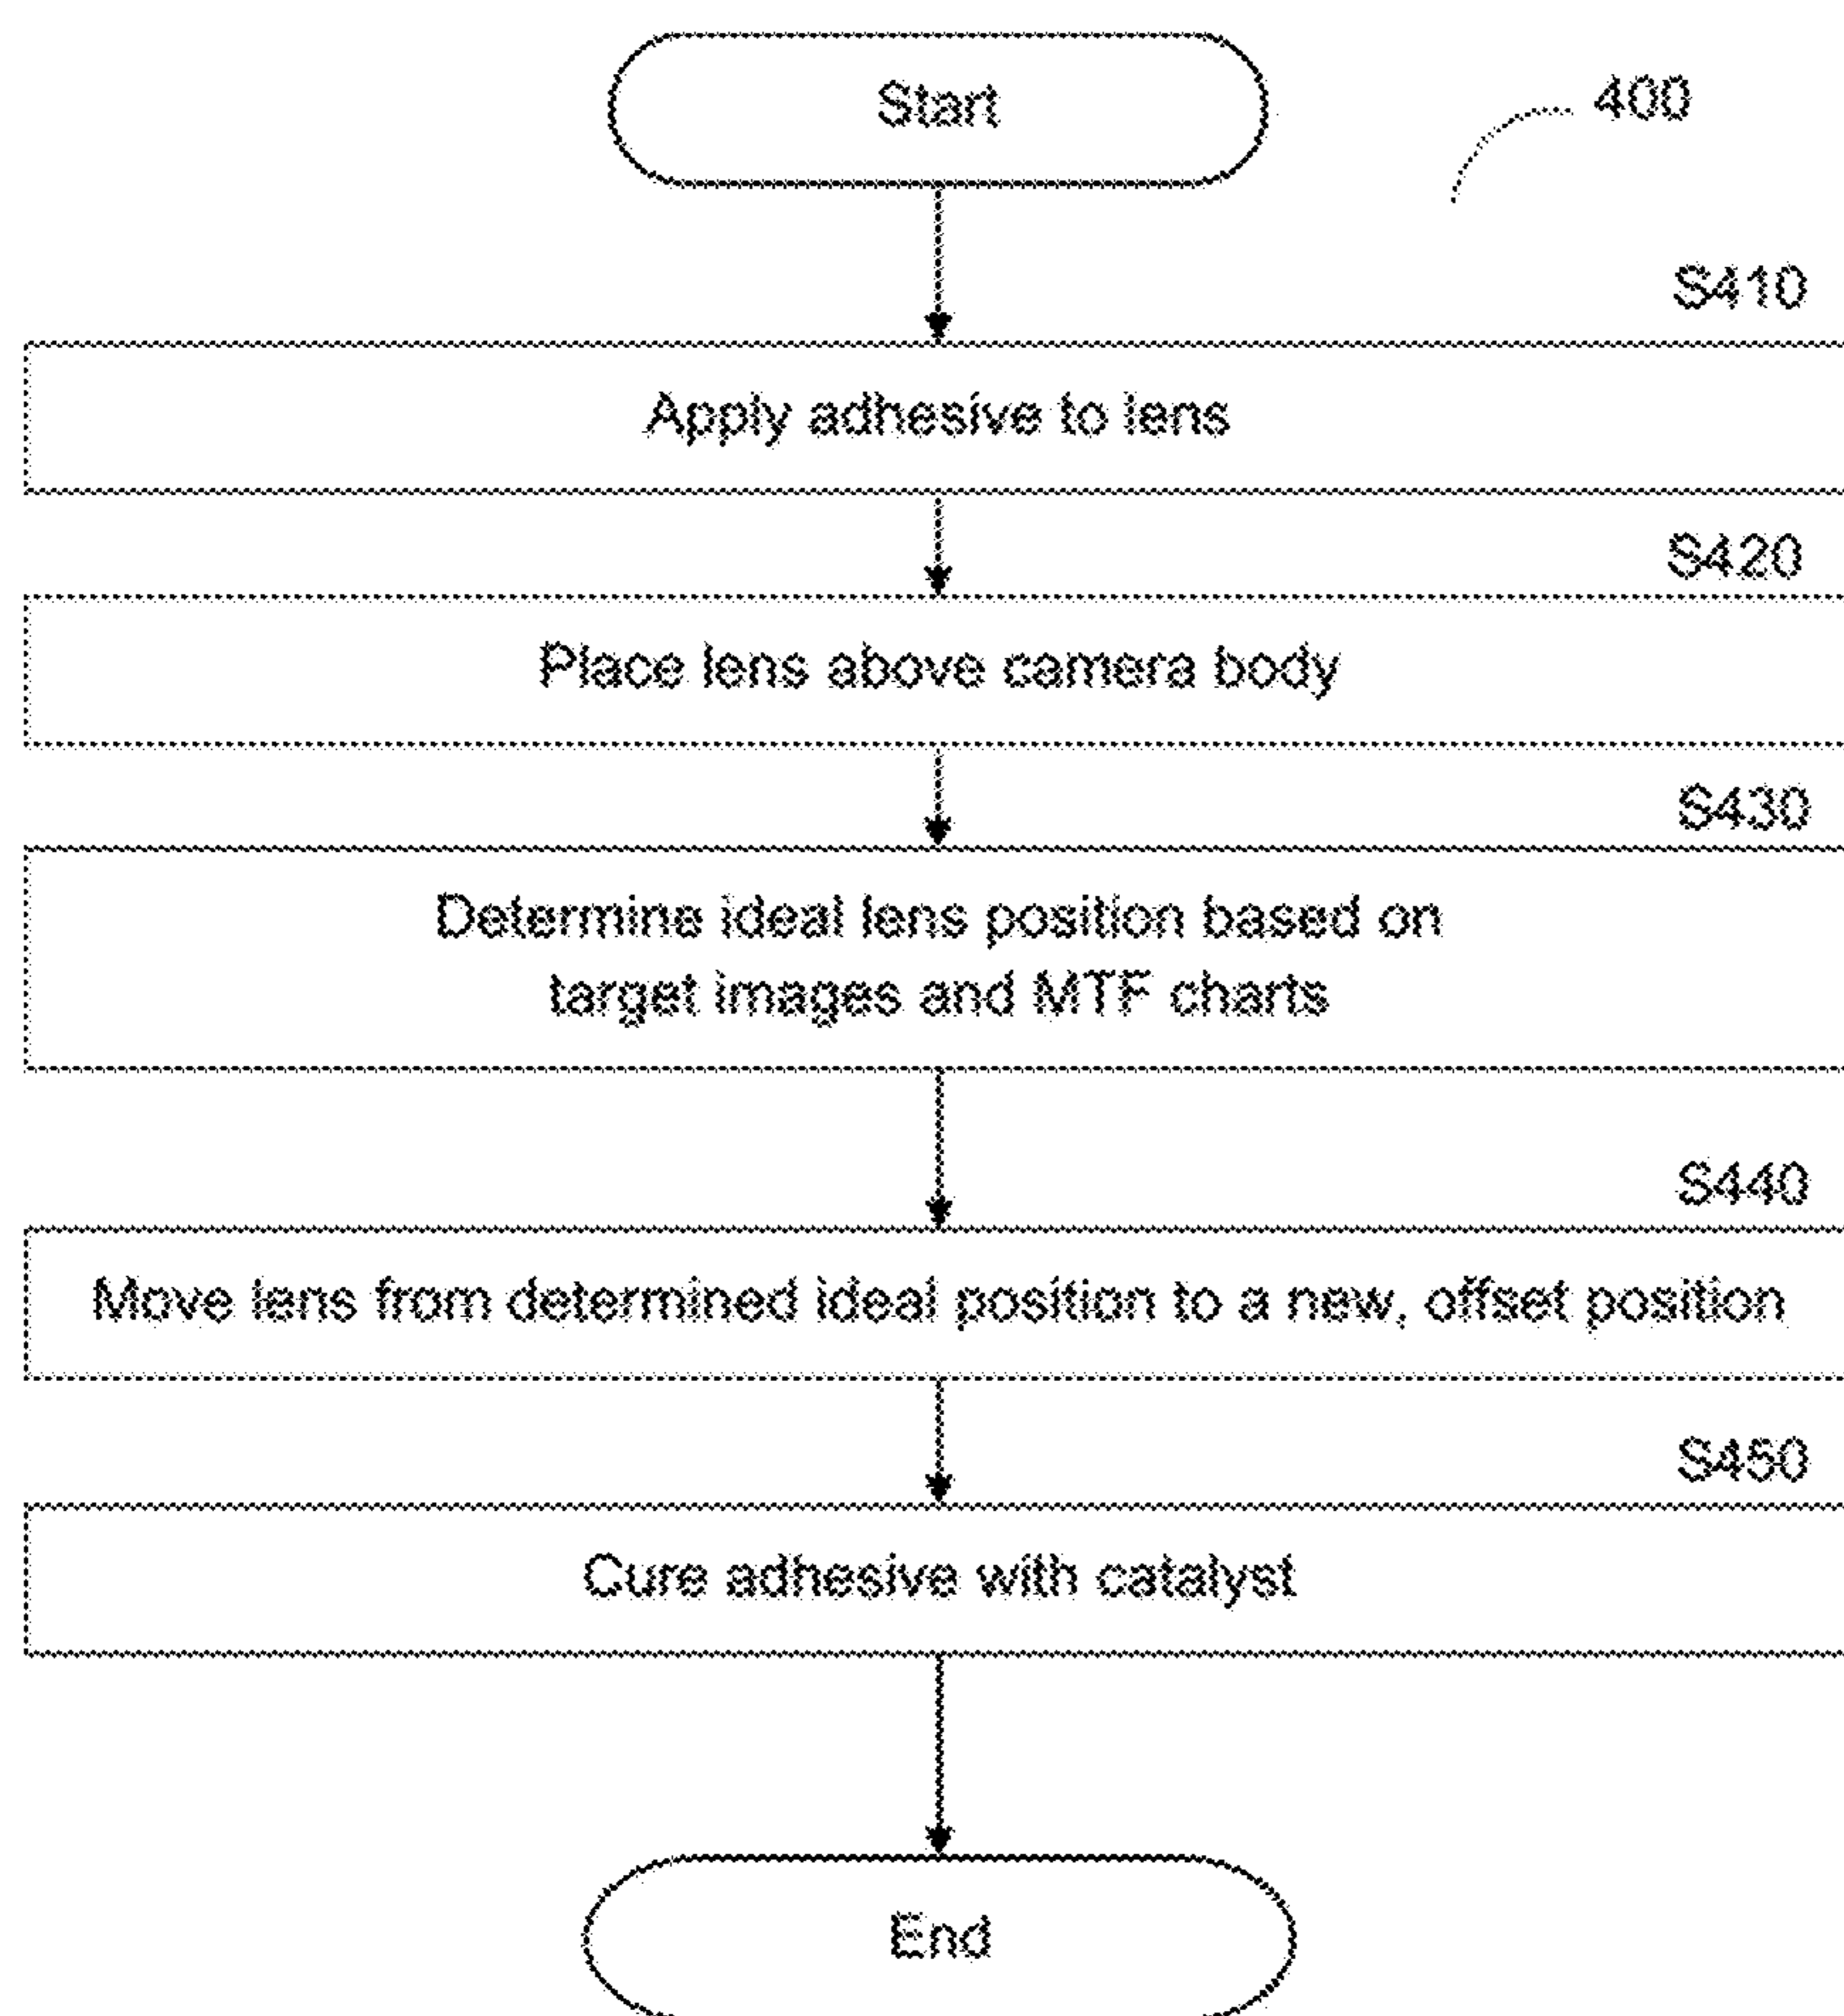 Start
400
S410
Apply adhesive to lens
S420
Place lens above camera body
S430
Determine ideal lens position based on
target images and MTF charts
S440
Move lens from determined ideal position to a new, offset position
S450
Cure adhesive with catalyst
End